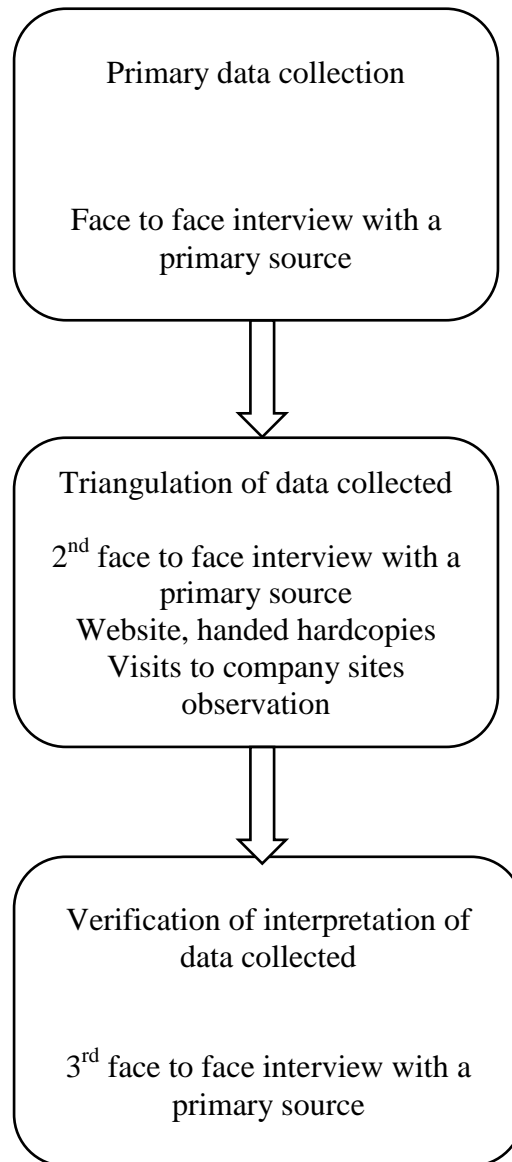 Primary data collection
Face to face interview with a
primary source
Triangulation of data collected
2nd face to face interview with a
primary source
Website, handed hardcopies
Visits to company sites
observation
Verification of interpretation of
data collected
3rd face to face interview with a
primary source